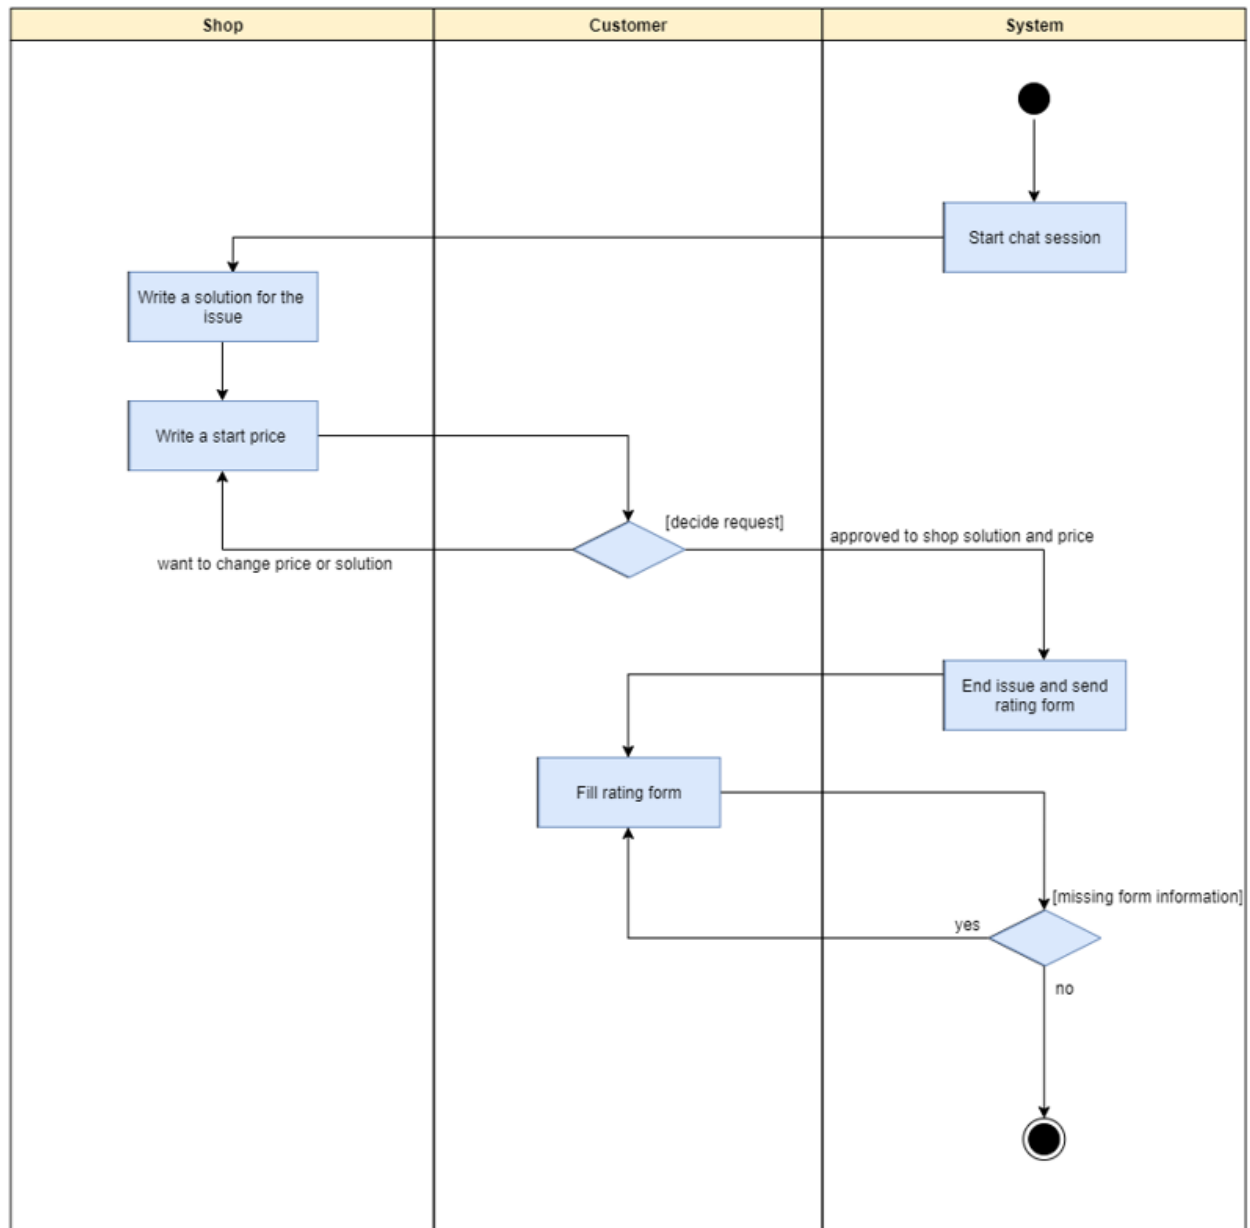 Shop
Customer
System
Start chat session
Write a solution for the
issue
Write a start price
[decide request]
approved to shop solution and price
want to change price or solution
End issue and send
rating form
Fill rating form
[missing form information]
yes
no